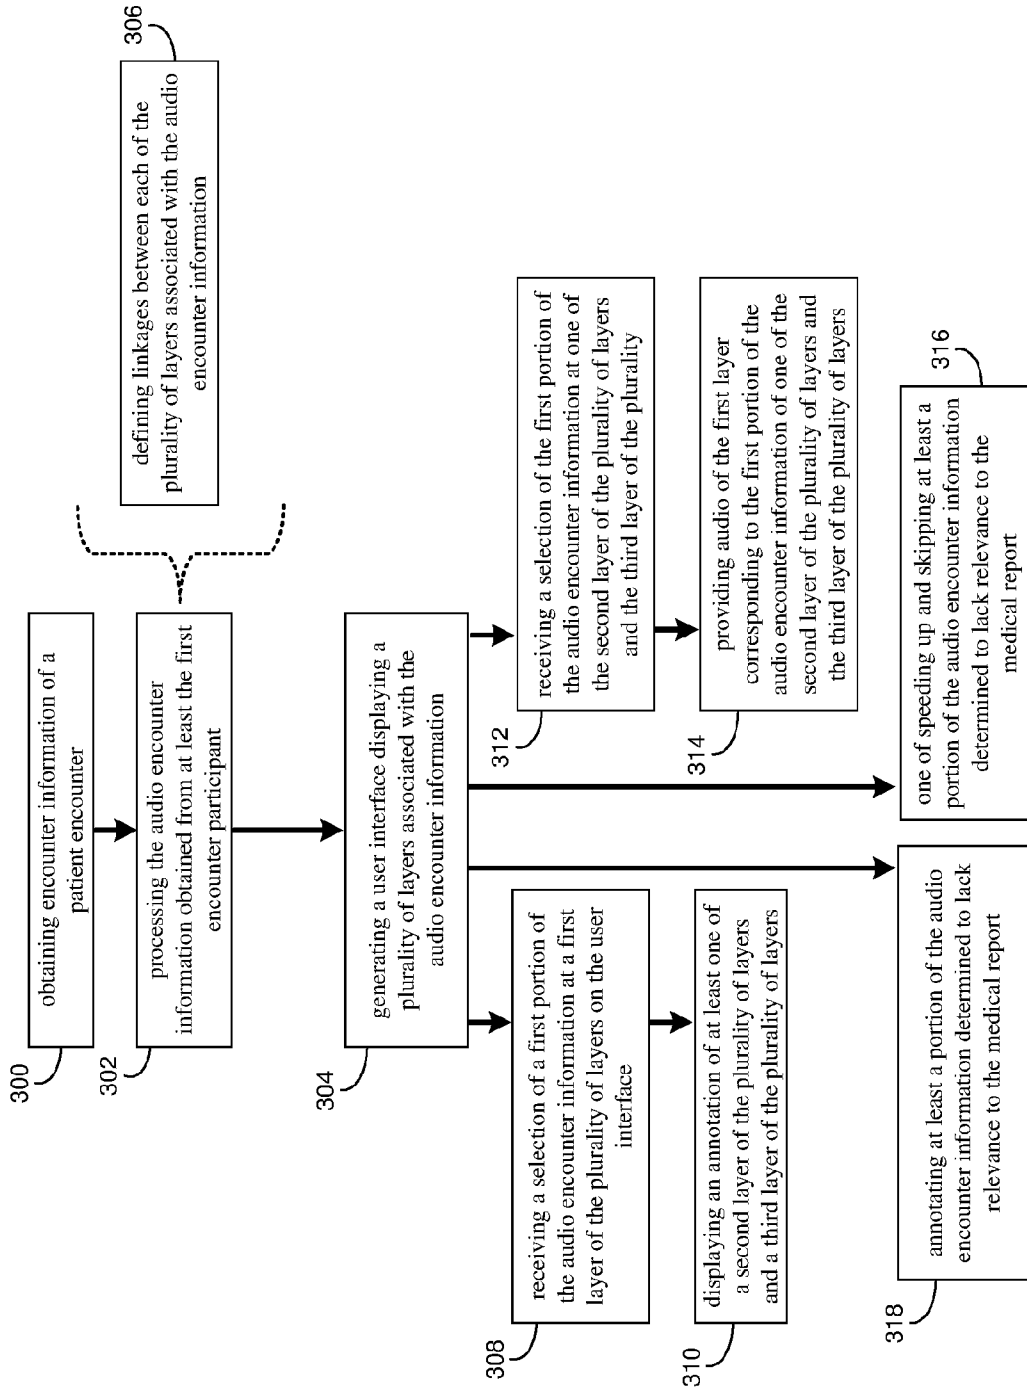 300
obtaining encounter information of a
patient encounter
302
processing the audio encounter
information obtained from at least the first
encounter participant
306
defining linkages between each of the
plurality of layers associated with the audio
encounter information
304
generating a user interface displaying a
plurality of layers associated with the
audio encounter information
308
receiving a selection of a first portion of
the audio encounter information at a first
layer of the plurality of layers on the user
interface
310
displaying an annotation of at least one of
a second layer of the plurality of layers
and a third layer of the plurality of layers
312
receiving a selection of the first portion of
the audio encounter information at one of
the second layer of the plurality of layers
and the third layer of the plurality
314
providing audio of the first layer
corresponding to the first portion of the
audio encounter information of one of the
second layer of the plurality of layers and
the third layer of the plurality of layers
318
annotating at least a portion of the audio
encounter information determined to lack
relevance to the medical report
316
one of speeding up and skipping at least a
portion of the audio encounter information
determined to lack relevance to the
medical report